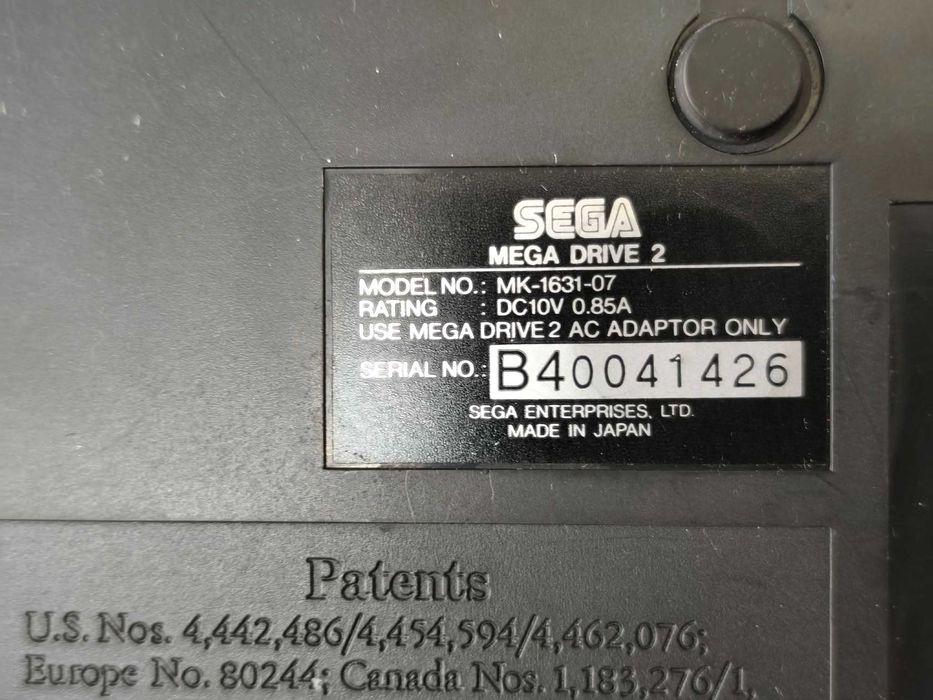 SEGA
MEGA DRIVE 2
MODEL NO.: MK-1631-07
RATING : DC10V 0.85A
USE MEGA DRIVE 2 AC ADAPTOR ONLY
SERIAL NO.: B40041426
SEGA ENTERPRISES, LTD.
MADE IN JAPAN
Patents
U.S. Nos. 4,442,486/4,454,594/4,462,076;
Europe No. 80244; Canada Nos. 1,183,276/1,